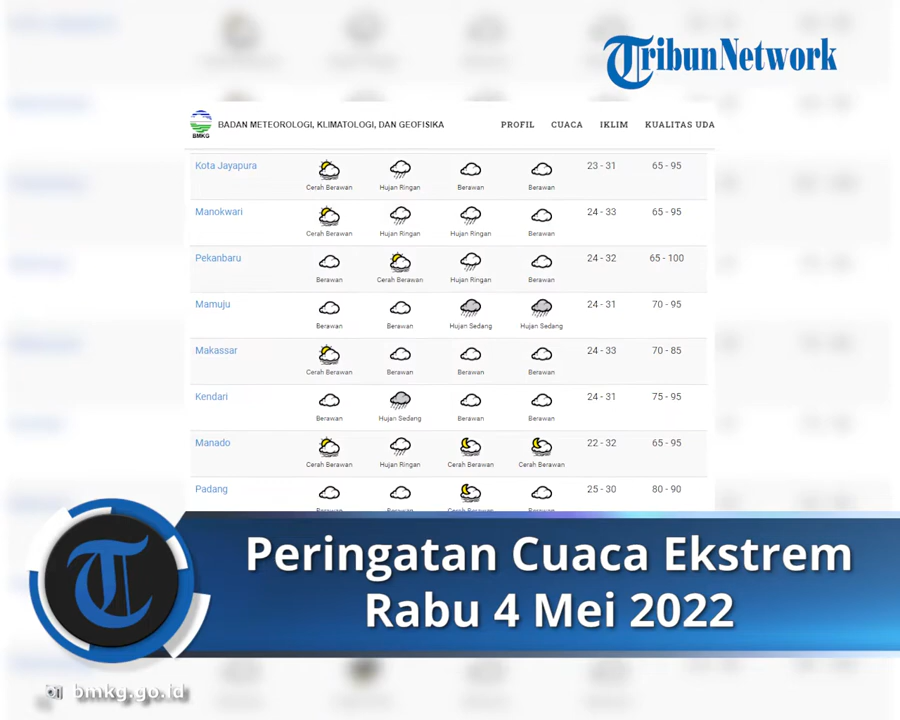 TribunNetwork
BMKG
BADAN METEOROLOGI, KLIMATOLOGI, DAN GEOFISIKA PROFIL CUACA IKLIM KUALITAS UDA
Kota Jayapura 23 - 31 65 - 95
Cerah Berawan Hujan Ringan Berawan Berawan
Manokwari 24 - 33 65 - 95
Cerah Berawan Hujan Ringan Hujan Ringan Berawan
Pekanbaru 24 - 32 65 - 100
Berawan Cerah Berawan Hujan Ringan Berawan
Mamuju 24 - 31 70 - 95
Berawan Berawan Hujan Sedang Hujan Sedang
Makassar 24 - 33 70 - 85
Cerah Berawan Berawan Berawan Berawan
Kendari 24 - 31 75 - 95
Berawan Hujan Sedang Berawan Berawan
Manado 22 - 32 65 - 95
Cerah Berawan Hujan Ringan Cerah Berawan Cerah Berawan
Padang 25 - 30 80 - 90
Peringatan Cuaca Ekstrem
Rabu 4 Mei 2022
bmkg.go.id